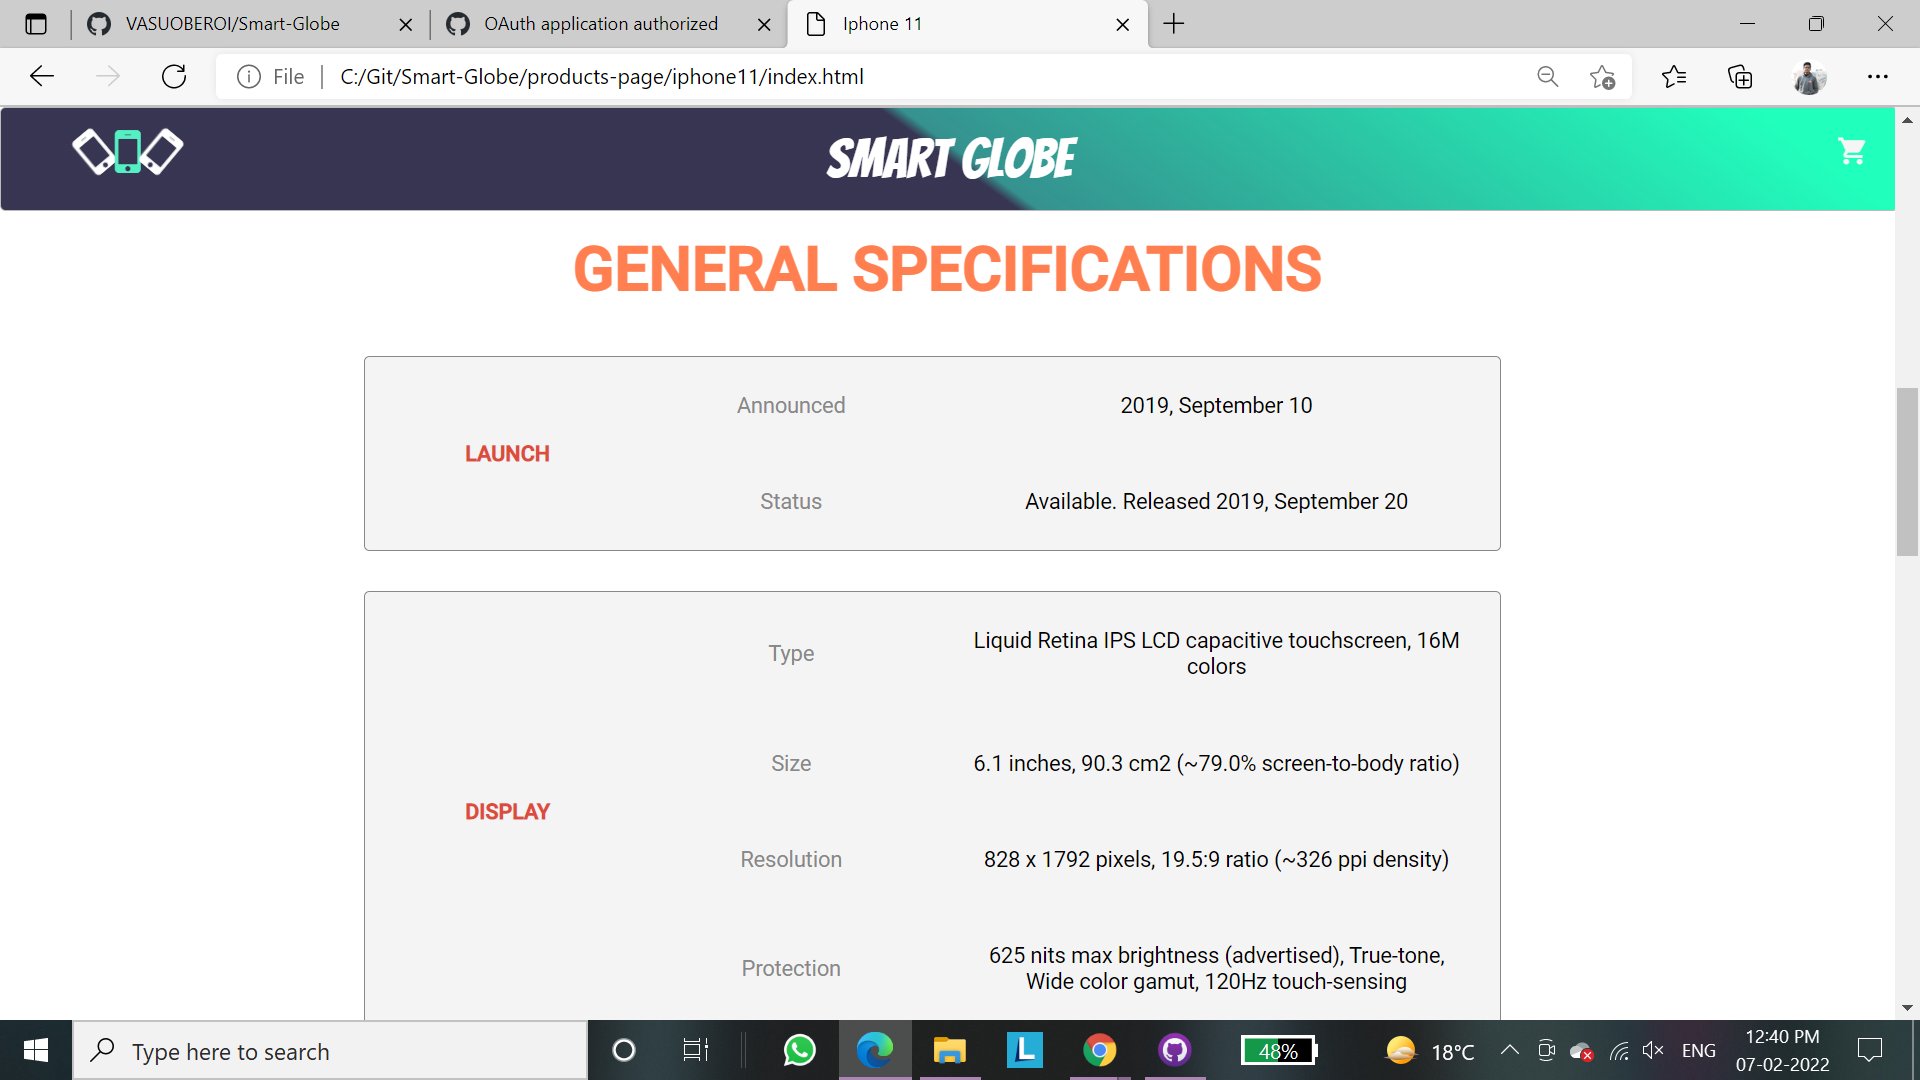 VASUOBEROI/Smart-Globe
OAuth application authorized
Iphone 11
File
C:/Git/Smart-Globe/products-page/iphone11/index.html
SMART GLOBE
GENERAL SPECIFICATIONS
LAUNCH
Announced
2019, September 10
Status
Available. Released 2019, September 20
DISPLAY
Type
Liquid Retina IPS LCD capacitive touchscreen, 16M
colors
Size
6.1 inches, 90.3 cm2 (~79.0% screen-to-body ratio)
Resolution
828 x 1792 pixels, 19.5:9 ratio (~326 ppi density)
Protection
625 nits max brightness (advertised), True-tone,
Wide color gamut, 120Hz touch-sensing
Type here to search
L
48%
18°C
ENG
12:40 PM
07-02-2022